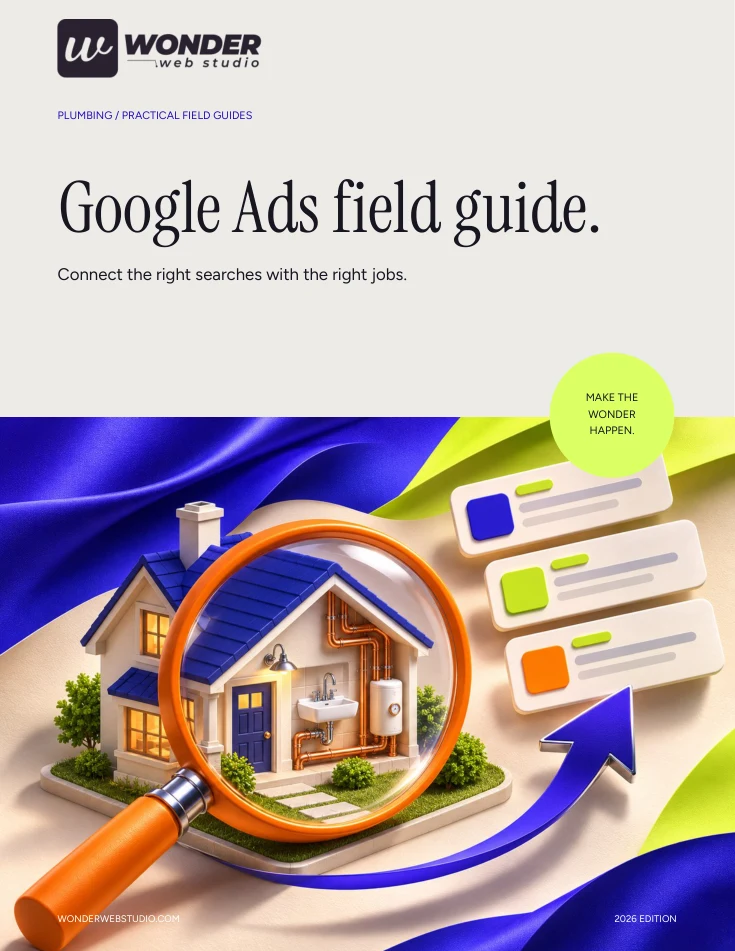 w WONDER
web studio
PLUMBING / PRACTICAL FIELD GUIDES
Google Ads field guide.
Connect the right searches with the right jobs.
MAKE THE
WONDER
HAPPEN.
WONDERWEBSTUDIO.COM
2026 EDITION